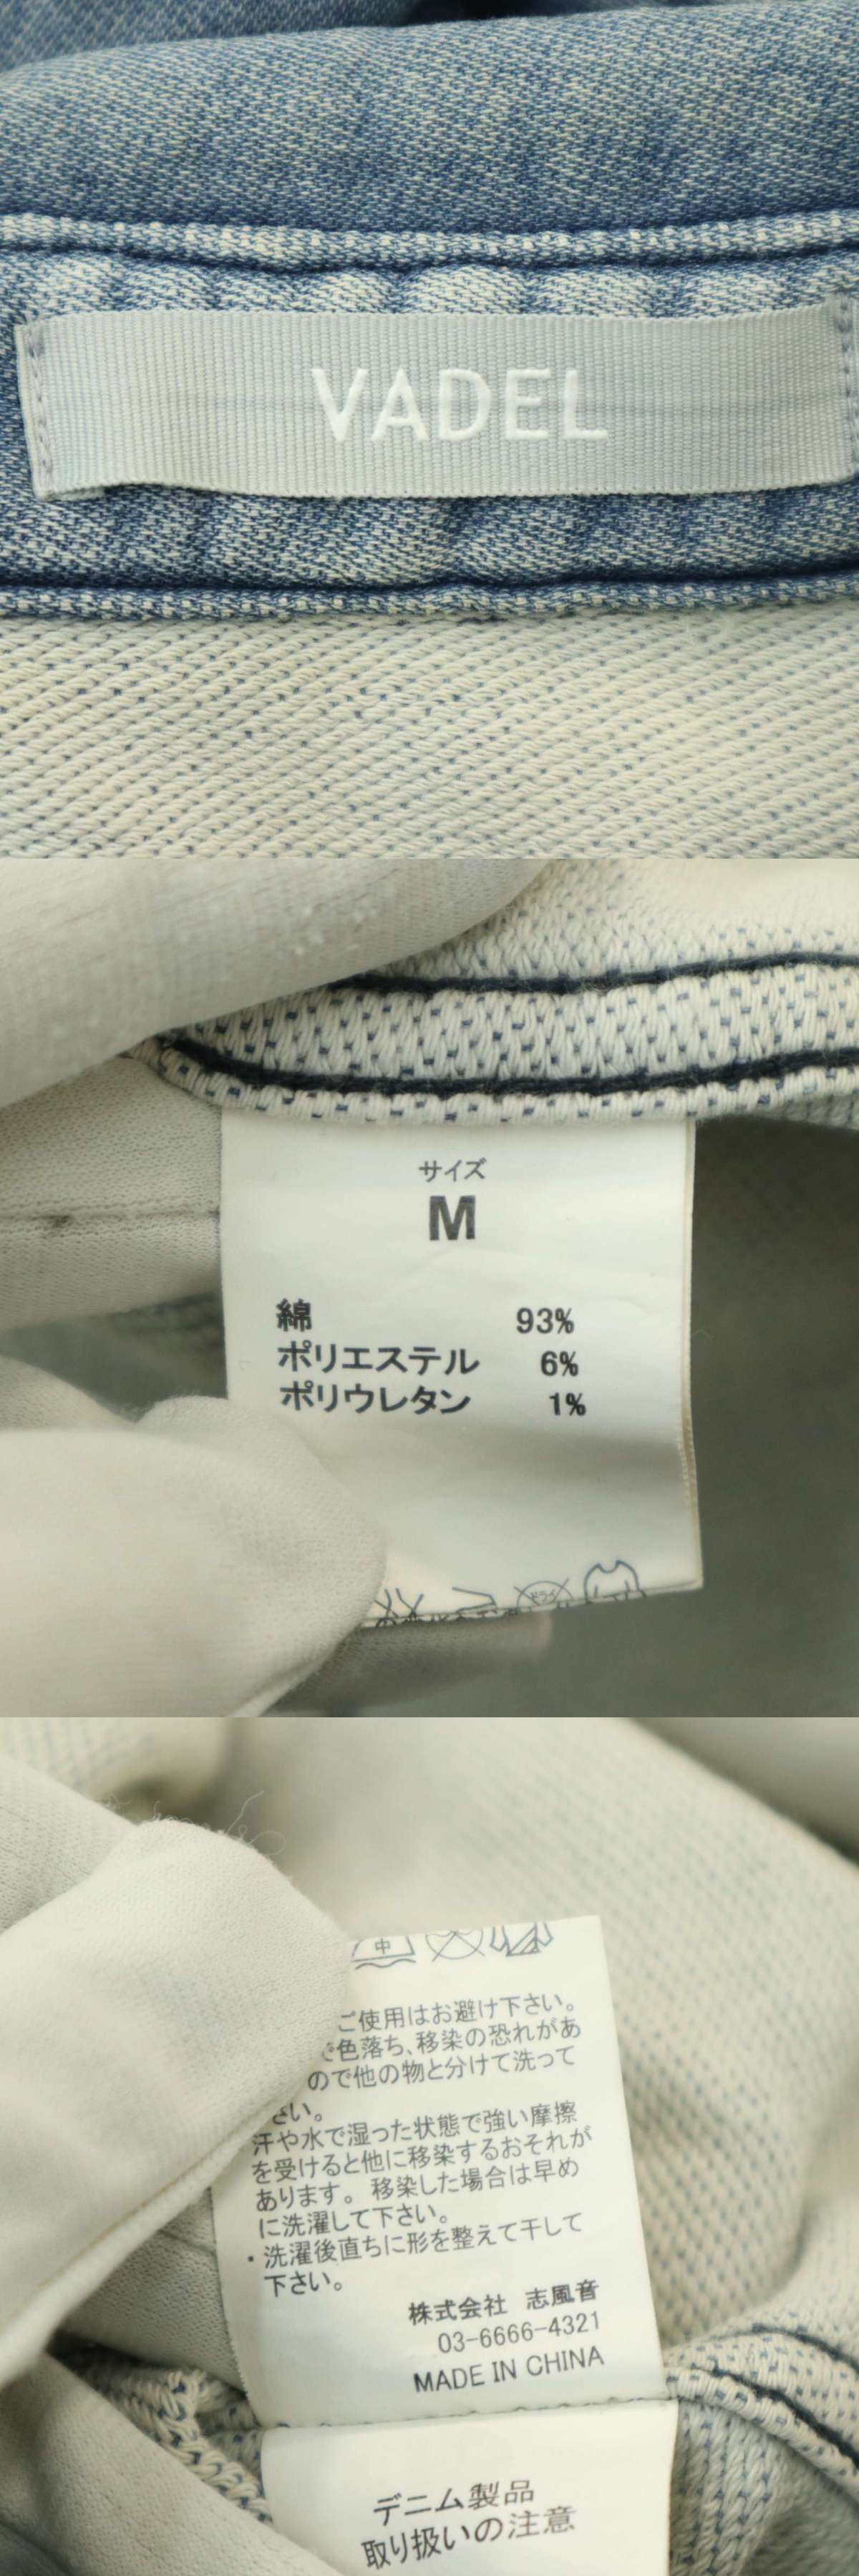 VADEL
サイズ
M
綿 93%
ポリエステル 6%
ポリウレタン 1%
ドライ
中
ご使用はお避け下さい。
で色落ち、移染の恐れがあ
ので他の物と分けて洗って
さい。
汗や水で湿った状態で強い摩擦
を受けると他に移染するおそれが
あります。移染した場合は早め
に洗濯して下さい。
・洗濯後直ちに形を整えて干して
下さい。
株式会社 志風音
03-6666-4321
MADE IN CHINA
デニム製品
取り扱いの注意